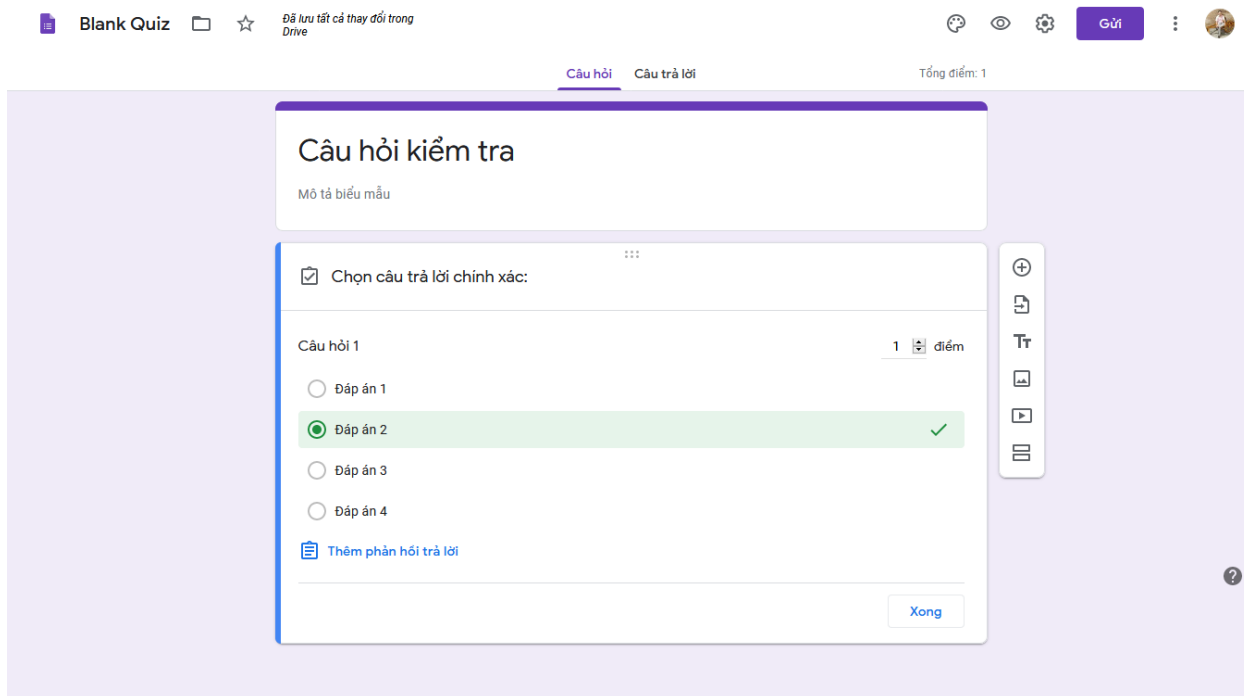 Blank Quiz
Đã lưu tất cả thay đổi trong
Drive
Gửi
Câu hỏi
Câu trả lời
Tổng điểm: 1
Câu hỏi kiểm tra
Mô tả biểu mẫu
Chọn câu trả lời chính xác:
Câu hỏi 1
1 điểm
Đáp án 1
Đáp án 2
Đáp án 3
Đáp án 4
Thêm phản hồi trả lời
Xong